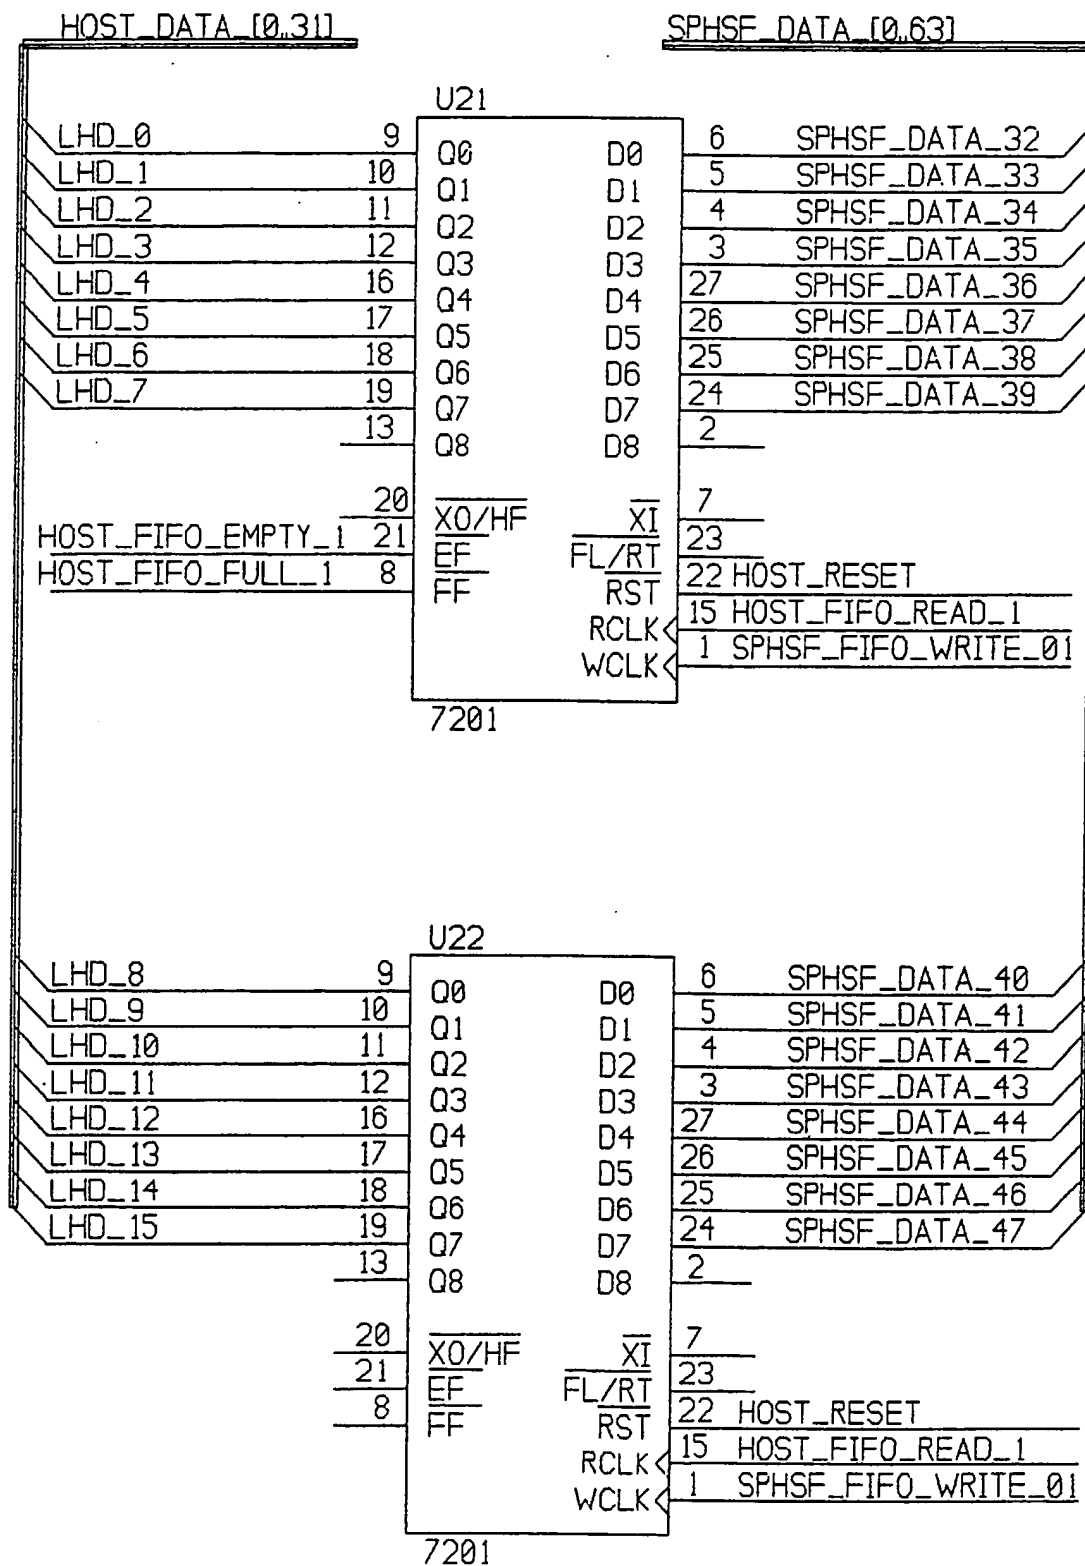 HOST_DATA_[0..31] SPHSF_DATA_[0..63]
U21
LHD_0 9 Q0 D0 6 SPHSF_DATA_32
LHD_1 10 Q1 D1 5 SPHSF_DATA_33
LHD_2 11 Q2 D2 4 SPHSF_DATA_34
LHD_3 12 Q3 D3 3 SPHSF_DATA_35
LHD_4 16 Q4 D4 27 SPHSF_DATA_36
LHD_5 17 Q5 D5 26 SPHSF_DATA_37
LHD_6 18 Q6 D6 25 SPHSF_DATA_38
LHD_7 19 Q7 D7 24 SPHSF_DATA_39
13 Q8 D8 2
20 XO/HF XI 7
HOST_FIFO_EMPTY_1 21 EF FL/RT 23
HOST_FIFO_FULL_1 8 FF RST 22 HOST_RESET
RCLK 15 HOST_FIFO_READ_1
WCLK 1 SPHSF_FIFO_WRITE_01
7201
U22
LHD_8 9 Q0 D0 6 SPHSF_DATA_40
LHD_9 10 Q1 D1 5 SPHSF_DATA_41
LHD_10 11 Q2 D2 4 SPHSF_DATA_42
LHD_11 12 Q3 D3 3 SPHSF_DATA_43
LHD_12 16 Q4 D4 27 SPHSF_DATA_44
LHD_13 17 Q5 D5 26 SPHSF_DATA_45
LHD_14 18 Q6 D6 25 SPHSF_DATA_46
LHD_15 19 Q7 D7 24 SPHSF_DATA_47
13 Q8 D8 2
20 XO/HF XI 7
21 EF FL/RT 23
8 FF RST 22 HOST_RESET
RCLK 15 HOST_FIFO_READ_1
WCLK 1 SPHSF_FIFO_WRITE_01
7201